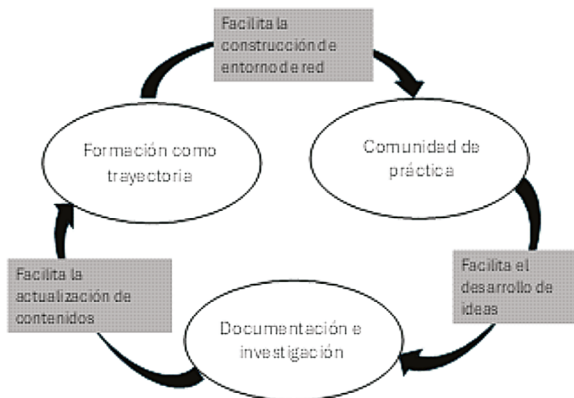 Facilita la
construcción de
entorno de red
Formación como
trayectoria
Comunidad de
práctica
Facilita la
actualización de
contenidos
Facilita el
desarrollo de
ideas
Documentación e
investigación